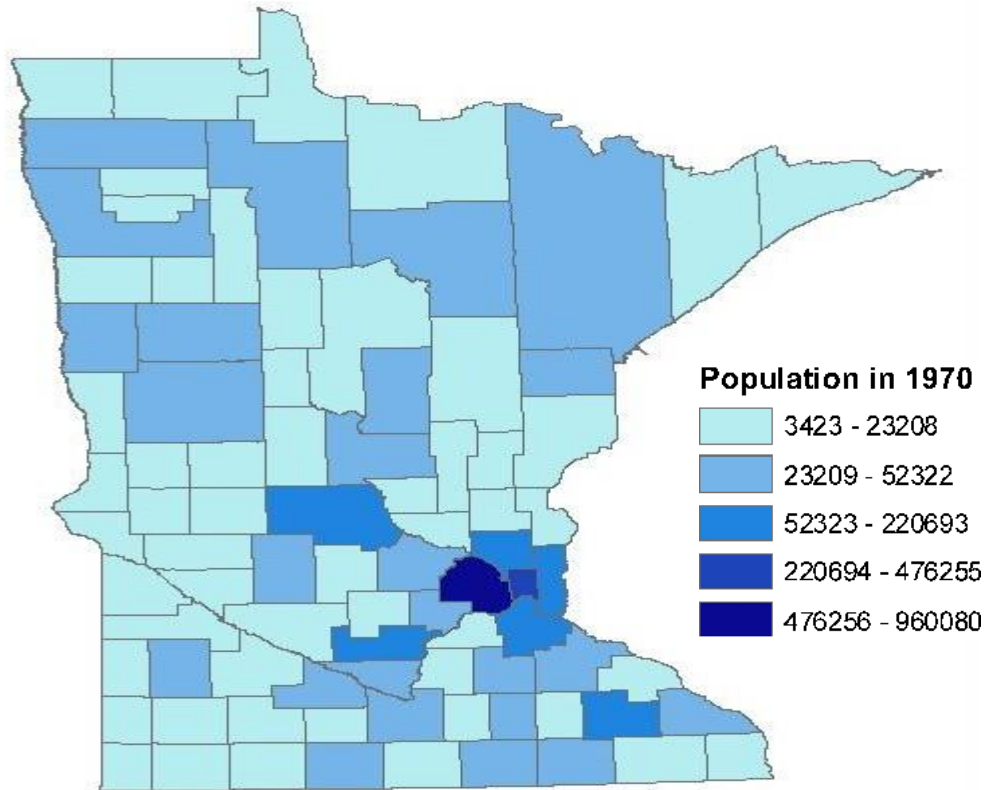 Population in 1970
3423 - 23208
23209 - 52322
52323 - 220693
220694 - 476255
476256 - 960080